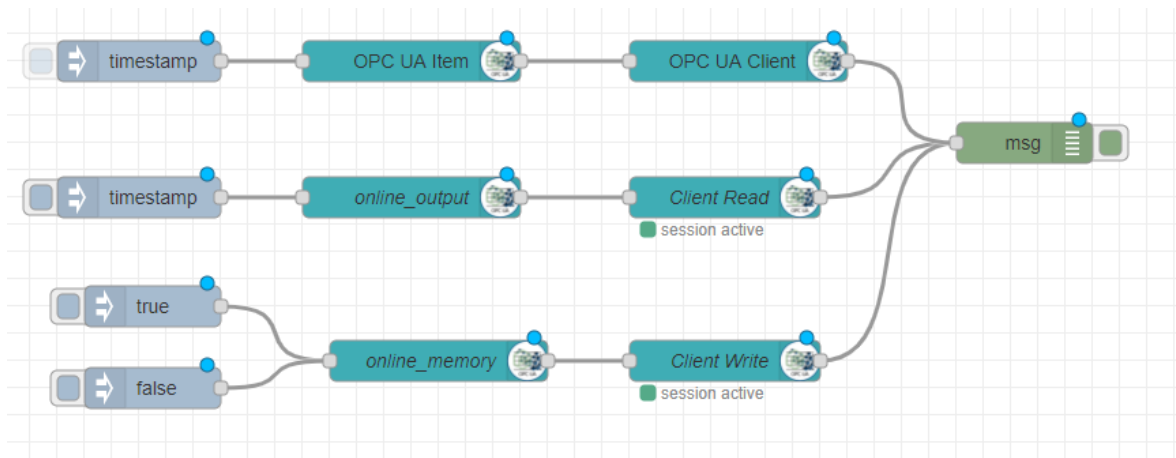 timestamp
OPC UA Item
OPC UA Client
msg
timestamp
online_output
Client Read
session active
true
online_memory
Client Write
false
session active